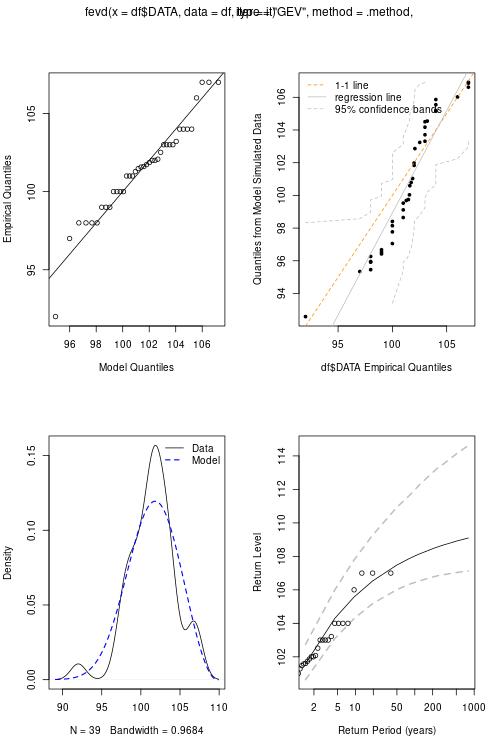 fevd(x = df$DATA, data = df, type = "GEV", method = .method,
105
100
95
Empirical Quantiles
96 98 100 102 104 106
Model Quantiles
1-1 line
regression line
95% confidence bands
106
104
102
100
98
96
94
Quantiles from Model Simulated Data
95 100 105
df$DATA Empirical Quantiles
Data
Model
0.15
0.10
0.05
0.00
Density
90 95 100 105 110
N = 39 Bandwidth = 0.9684
114
112
110
108
106
104
102
Return Level
2 5 10 50 200 1000
Return Period (years)